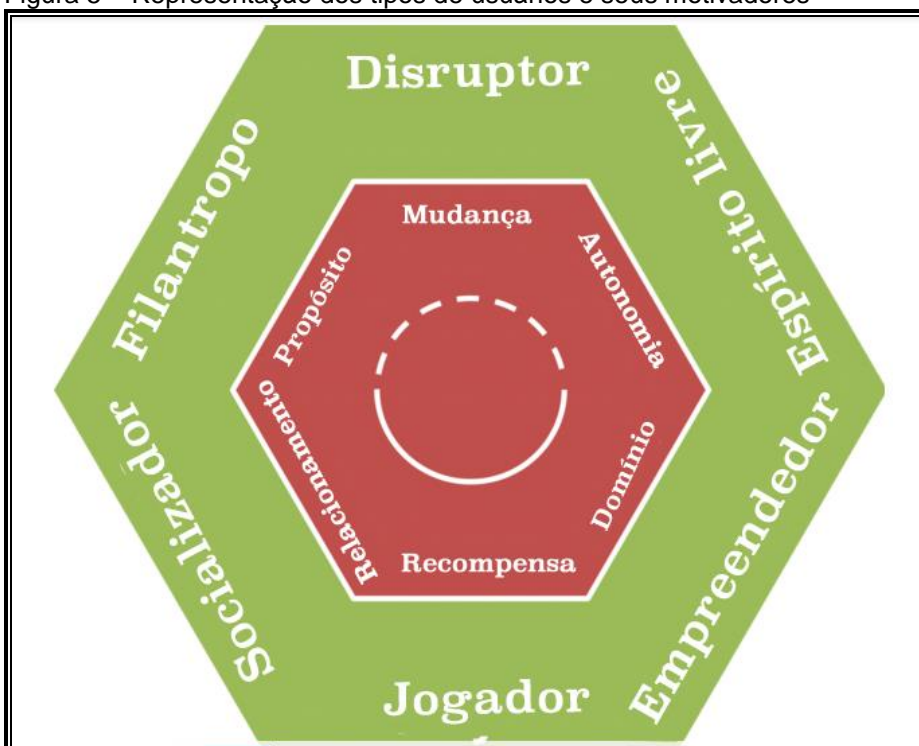 Disruptor
Espírito livre
Filantropo
Mudança
Autonomia
Propósito
Relacionamento
Domínio
Recompensa
Socializador
Empreendedor
Jogador